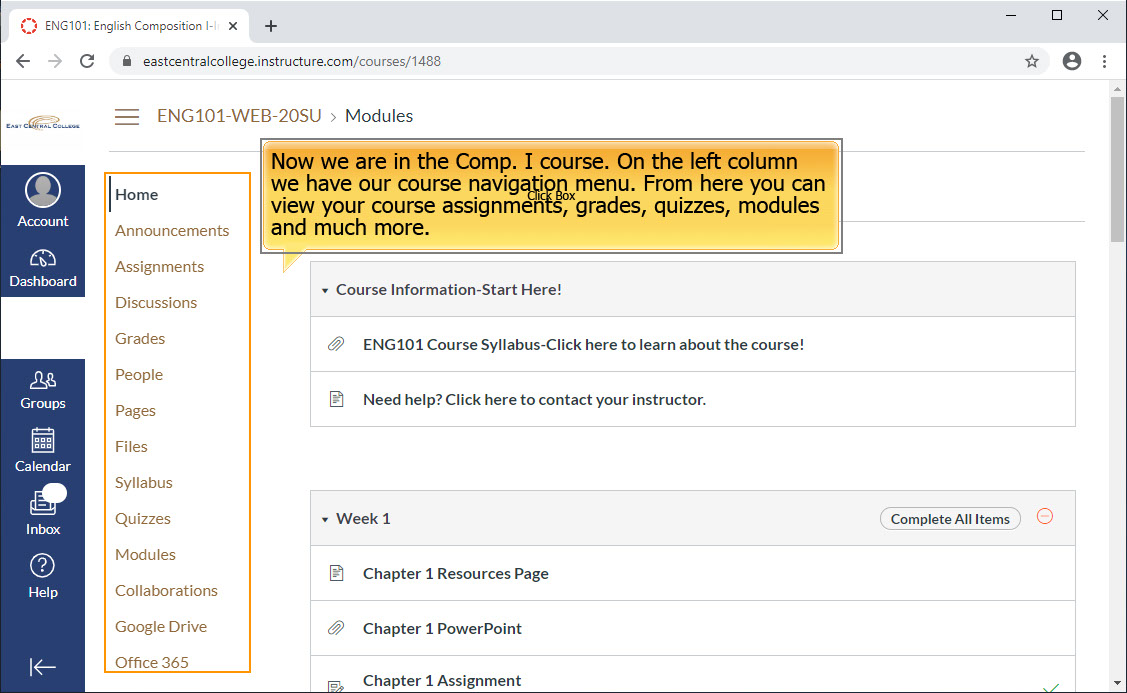 ENG101: English Composition I-I
eastcentralcollege.instructure.com/courses/1488
EAST CENTRAL COLLEGE
ENG101-WEB-20SU › Modules
Account
Dashboard
Groups
Calendar
Inbox
Help
Home
Announcements
Assignments
Discussions
Grades
People
Pages
Files
Syllabus
Quizzes
Modules
Collaborations
Google Drive
Office 365
Now we are in the Comp. I course. On the left column
we have our course navigation menu. From here you can
Click Box
view your course assignments, grades, quizzes, modules
and much more.
Course Information-Start Here!
ENG101 Course Syllabus-Click here to learn about the course!
Need help? Click here to contact your instructor.
Week 1 Complete All Items
Chapter 1 Resources Page
Chapter 1 PowerPoint
Chapter 1 Assignment